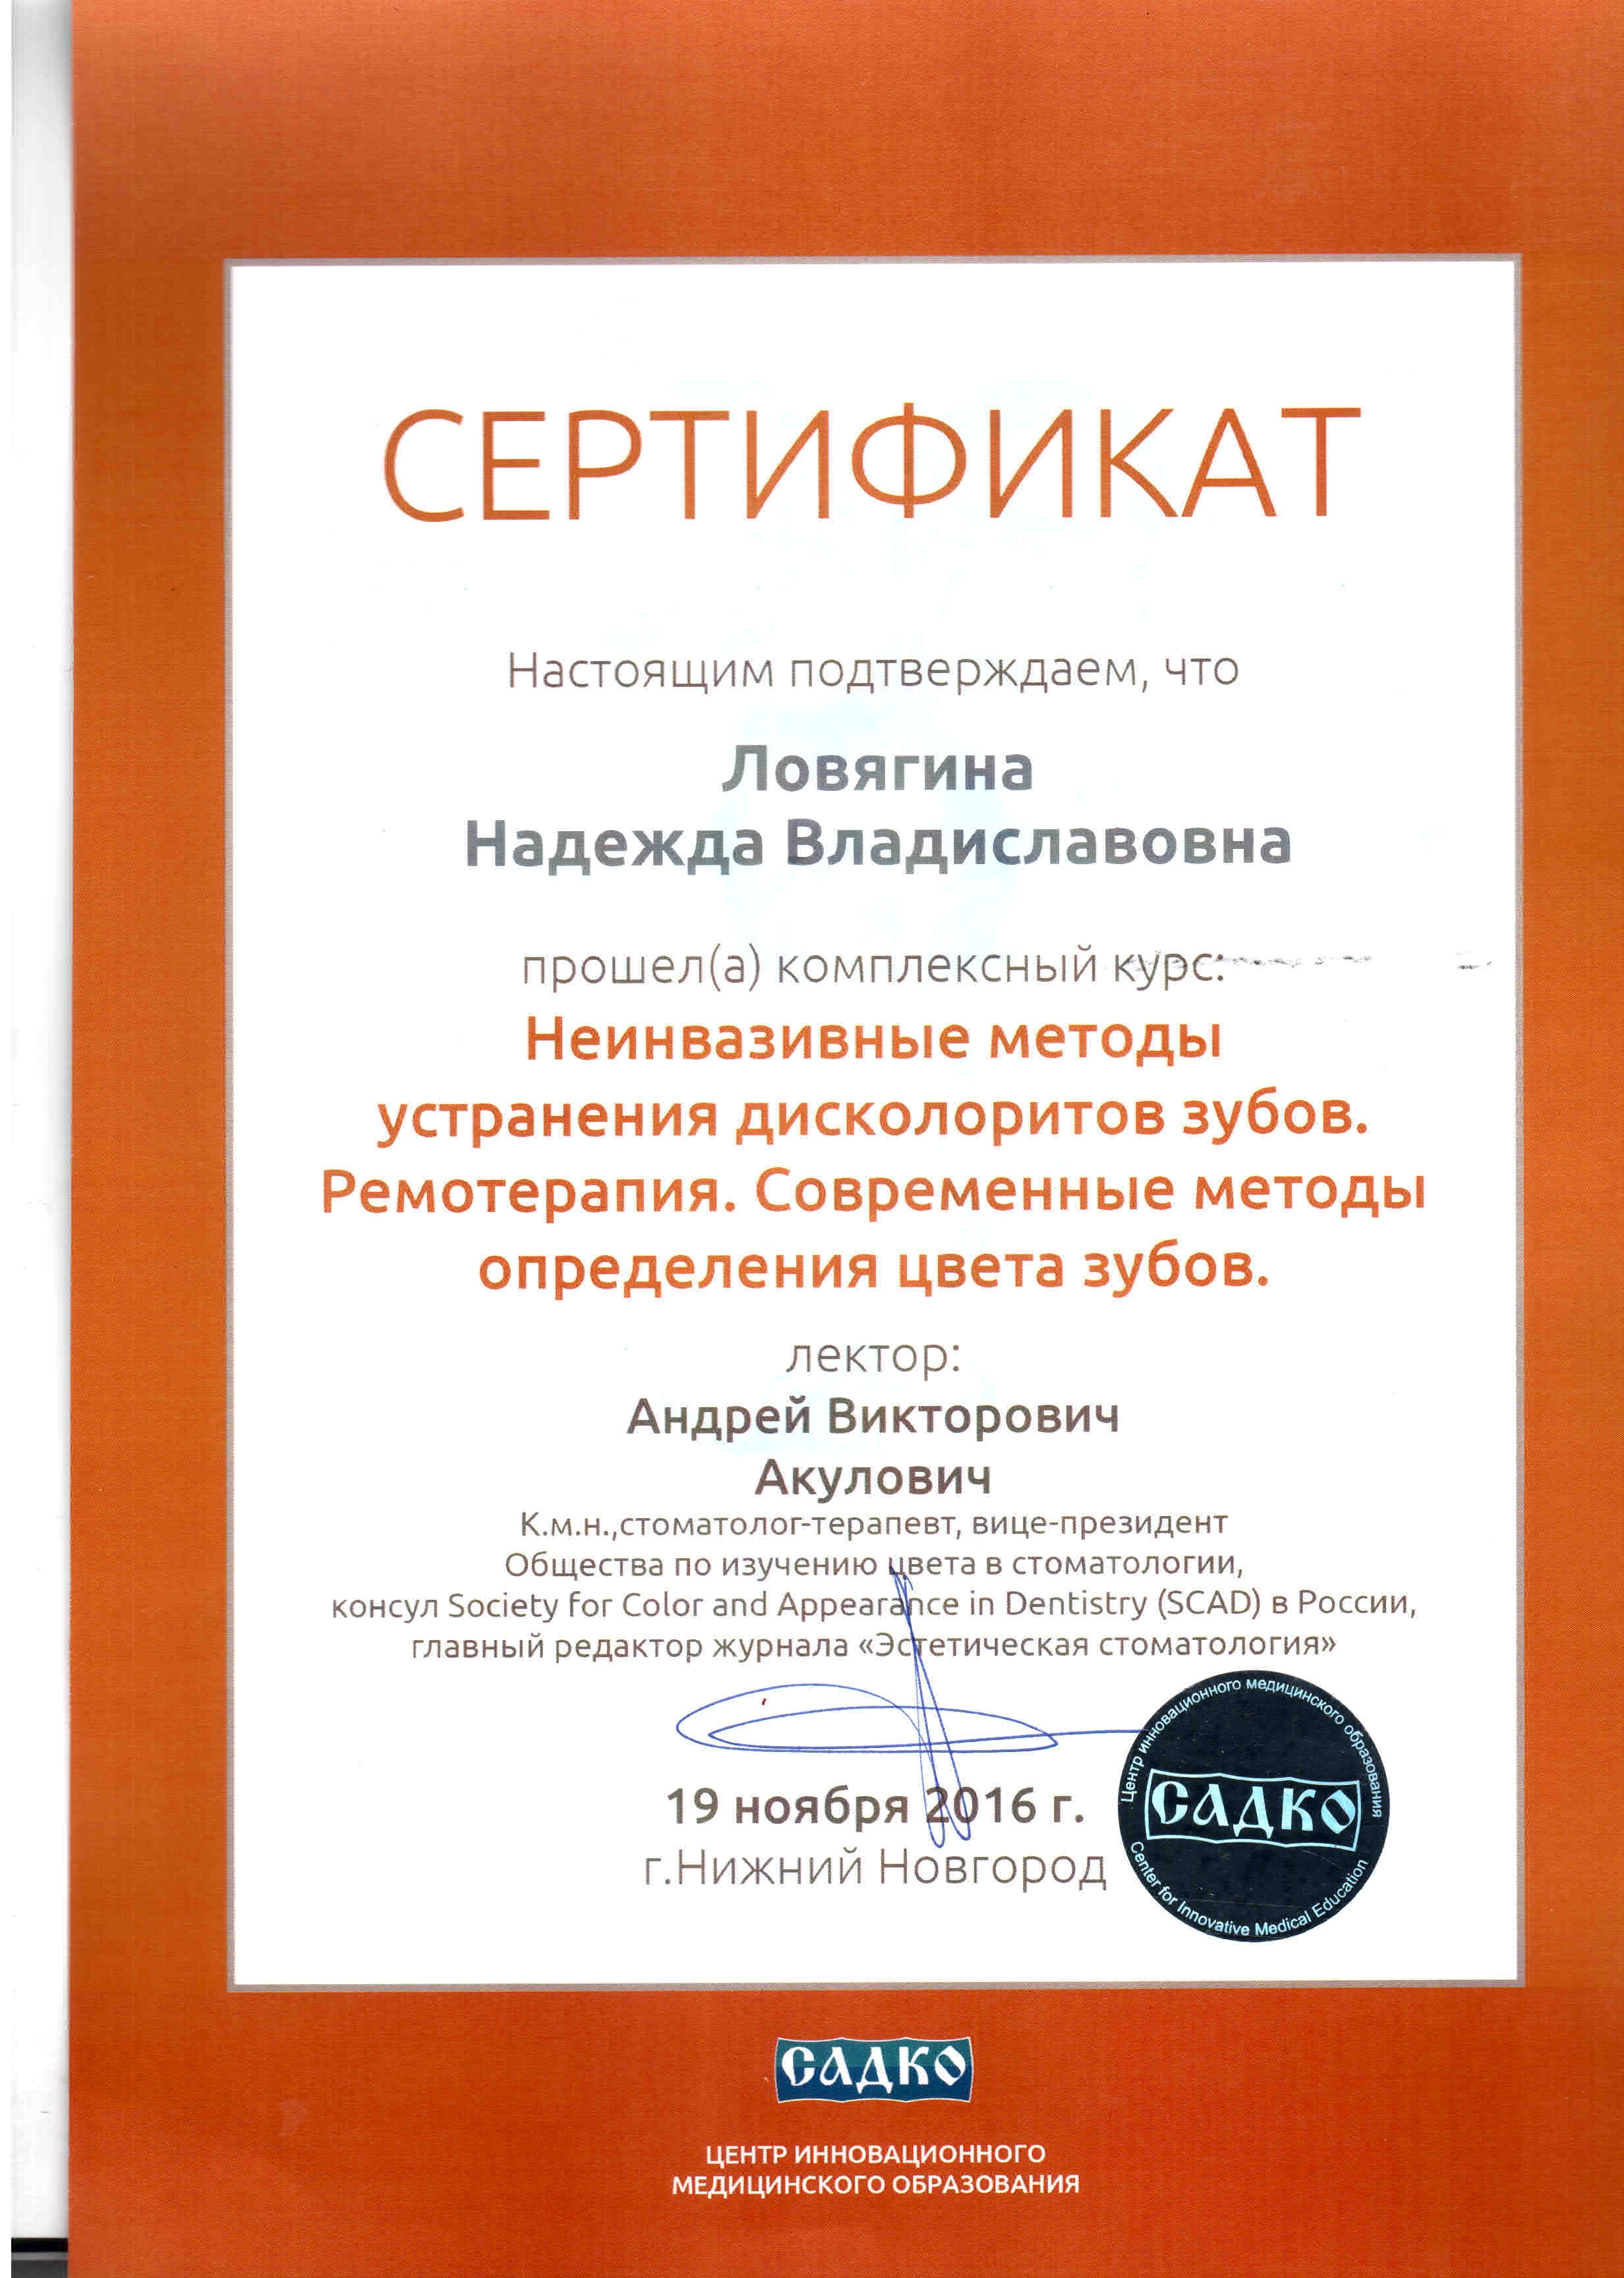 СЕРТИФИКАТ
Настоящим подтверждаем, что
Ловягина
Надежда Владиславовна
прошел(а) комплексный курс:
Неинвазивные методы
устранения дисколоритов зубов.
Ремотерапия. Современные методы
определения цвета зубов.
лектор:
Андрей Викторович
Акулович
К.м.н.,стоматолог-терапевт, вице-президент
Общества по изучению цвета в стоматологии,
консул Society for Color and Appearance in Dentistry (SCAD) в России,
главный редактор журнала «Эстетическая стоматология»
19 ноября 2016 г.
г.Нижний Новгород
Центр инновационного медицинского образования
САДКО
Center for Innovative Medical Education
САДКО
ЦЕНТР ИННОВАЦИОННОГО
МЕДИЦИНСКОГО ОБРАЗОВАНИЯ